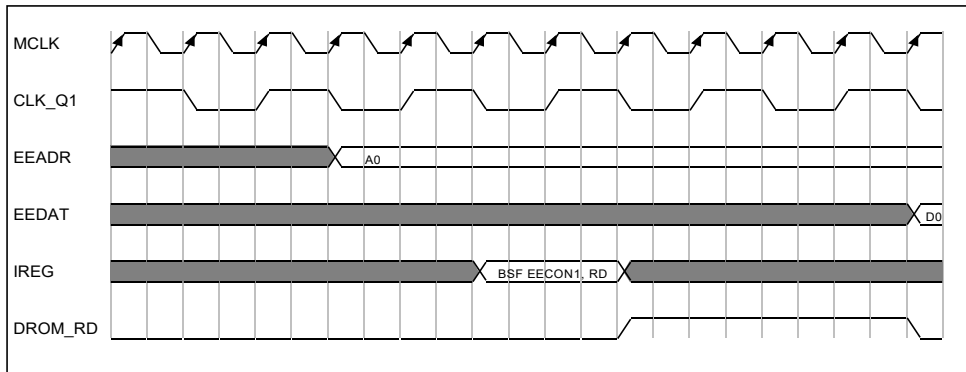 MCLK
CLK_Q1
EEADR
A0
EEDAT
D0
IREG
BSF EECON1, RD
DROM_RD